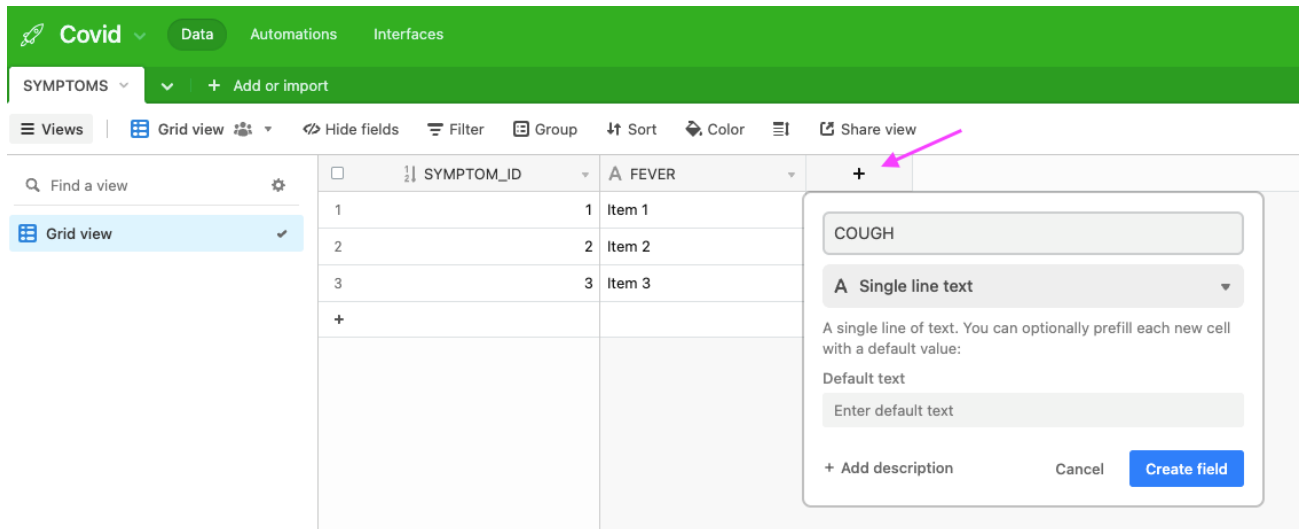 Covid Data Automations Interfaces
SYMPTOMS + Add or import
Views Grid view Hide fields Filter Group Sort Color Share view
Find a view
Grid view
SYMPTOM_ID A FEVER +
1 1 Item 1
2 2 Item 2
3 3 Item 3
+
COUGH
A Single line text
A single line of text. You can optionally prefill each new cell
with a default value:
Default text
Enter default text
+ Add description Cancel Create field